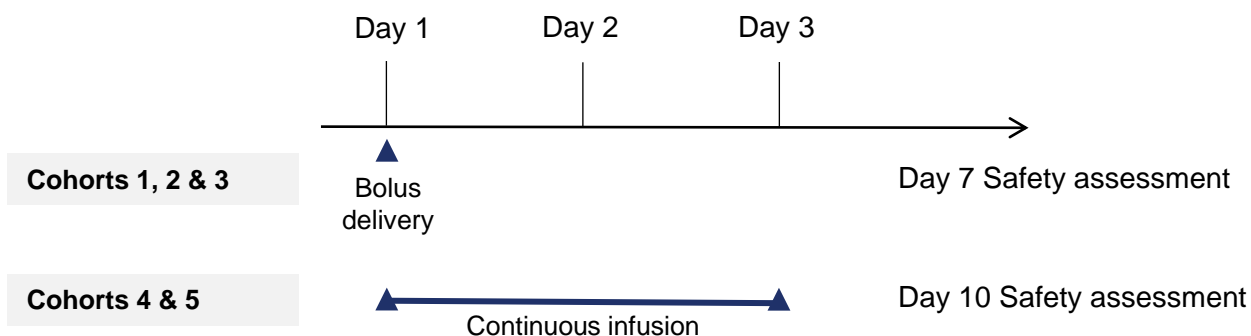 Day 1 Day 2 Day 3
Cohorts 1, 2 & 3
Bolus
delivery
Day 7 Safety assessment
Cohorts 4 & 5
Continuous infusion
Day 10 Safety assessment